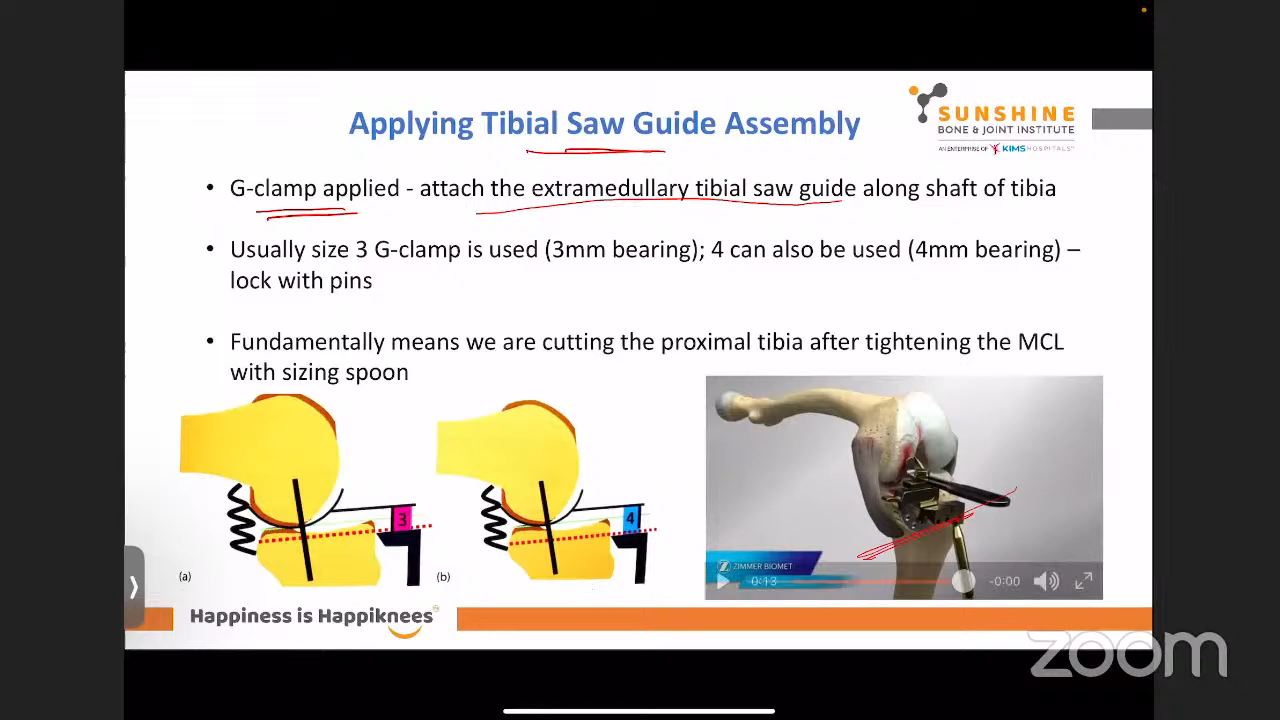 Applying Tibial Saw Guide Assembly
SUNSHINE
BONE & JOINT INSTITUTE
AN ENTERPRISE OF KIMS HOSPITALS
• G-clamp applied - attach the extramedullary tibial saw guide along shaft of tibia
• Usually size 3 G-clamp is used (3mm bearing); 4 can also be used (4mm bearing) –
lock with pins
• Fundamentally means we are cutting the proximal tibia after tightening the MCL
with sizing spoon
3
4
(a)
(b)
Z ZIMMER BIOMET
0:13
-0:00
Happiness is Happiknees
zoom